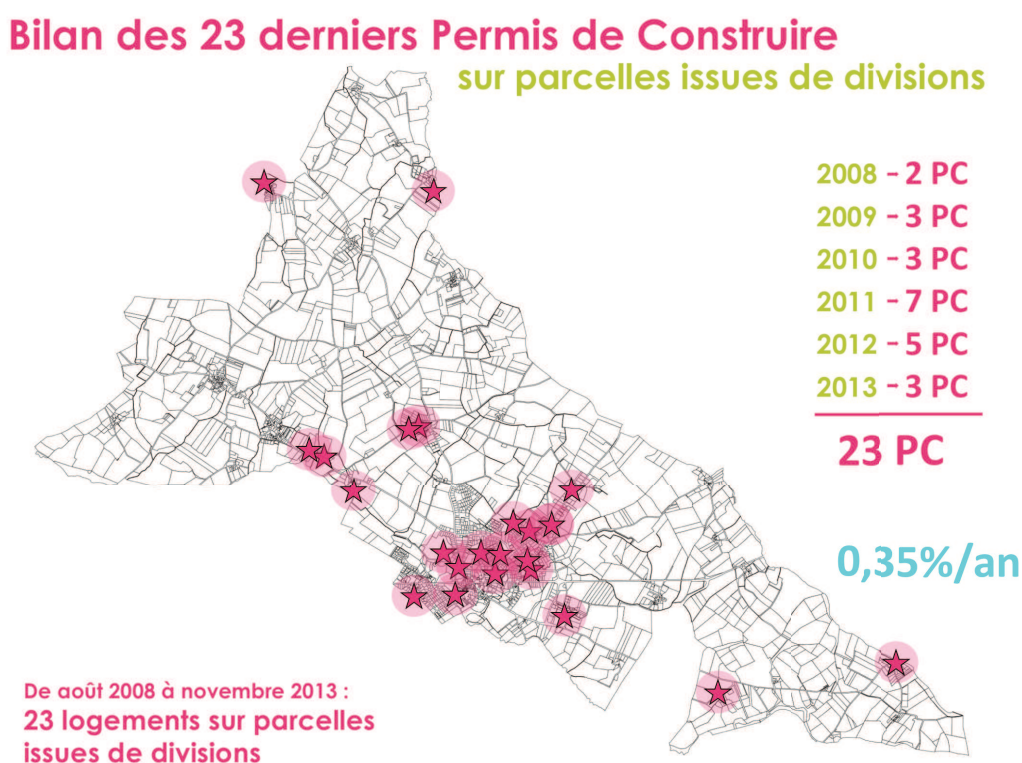 Bilan des 23 derniers Permis de Construire
sur parcelles issues de divisions
2008 - 2 PC
2009 - 3 PC
2010 - 3 PC
2011 - 7 PC
2012 - 5 PC
2013 - 3 PC
23 PC
0,35%/an
De août 2008 à novembre 2013 :
23 logements sur parcelles
issues de divisions